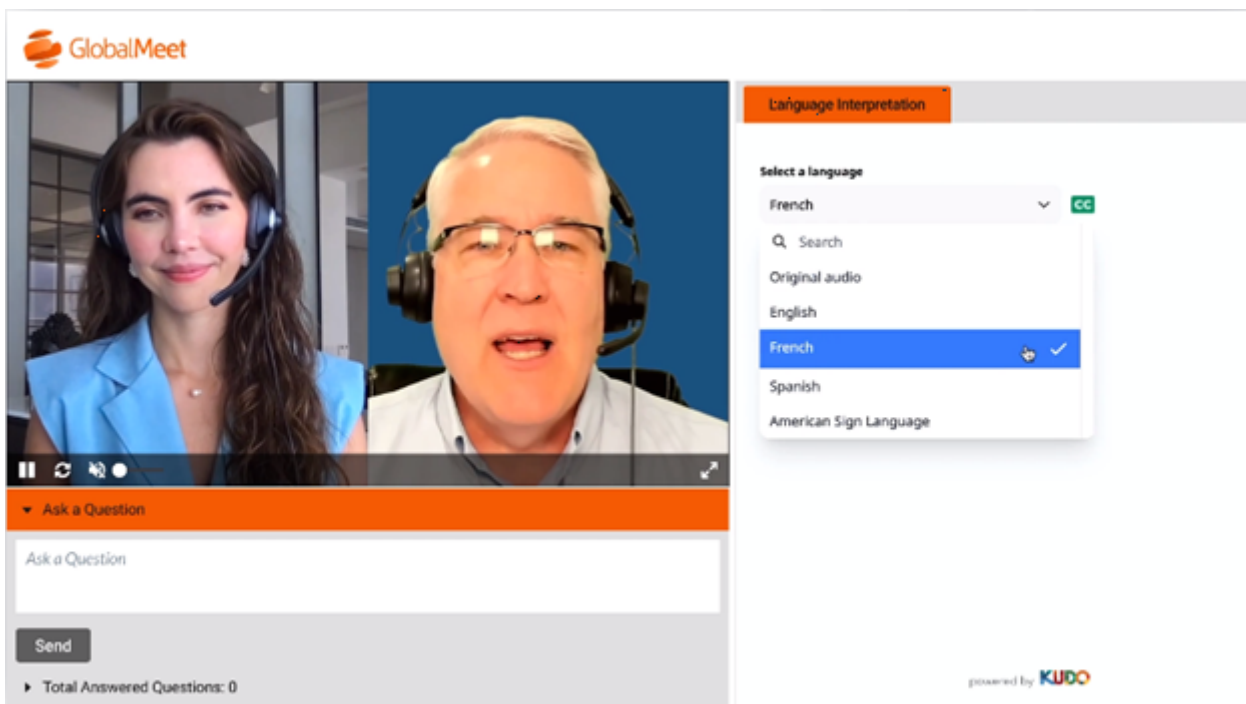 GlobalMeet
Language Interpretation
Select a language
French
CC
Search
Original audio
English
French
Spanish
American Sign Language
Ask a Question
Ask a Question
Send
Total Answered Questions: 0
powered by KUDO